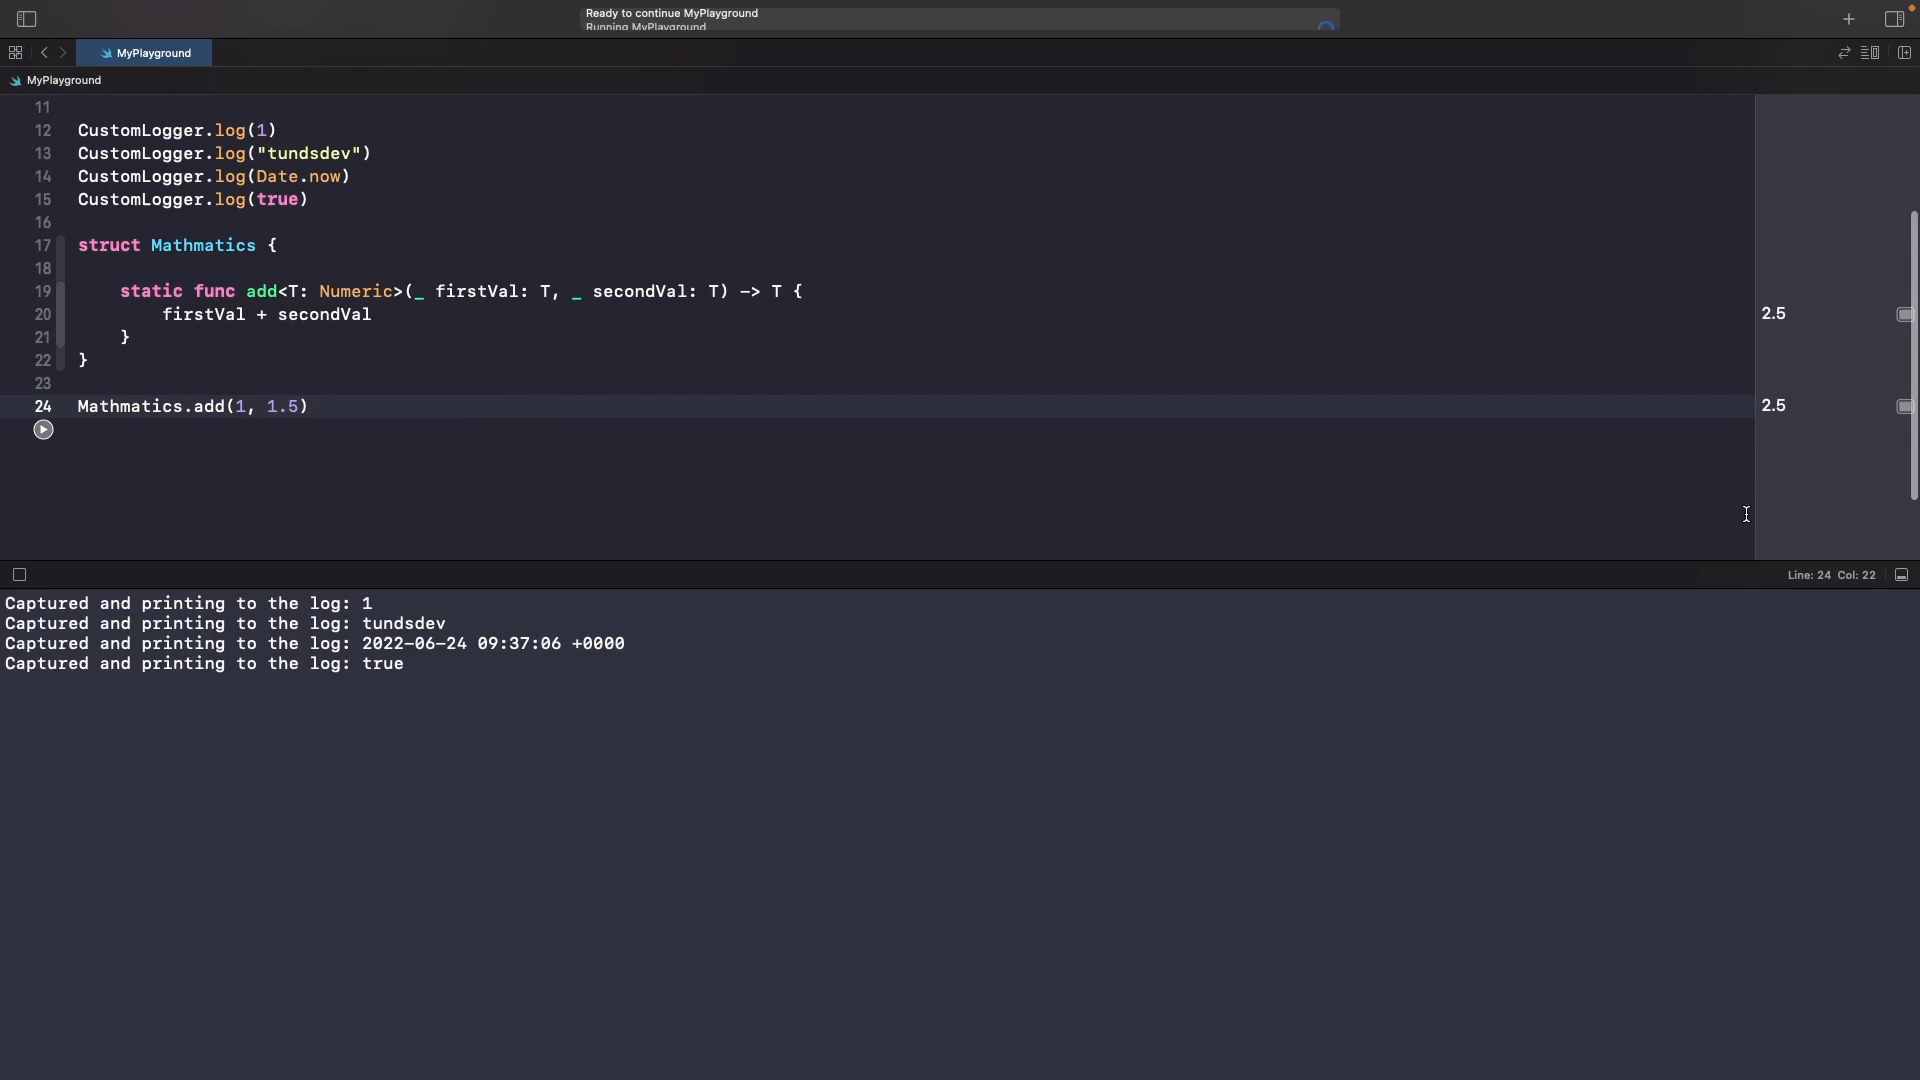 Ready to continue MyPlayground
Running MyPlayground
MyPlayground
MyPlayground
11
12 CustomLogger.log(1)
13 CustomLogger.log("tundsdev")
14 CustomLogger.log(Date.now)
15 CustomLogger.log(true)
16
17 struct Mathmatics {
18
19 static func add<T: Numeric>(_ firstVal: T, _ secondVal: T) -> T {
20 firstVal + secondVal 2.5
21 }
22 }
23
24 Mathmatics.add(1, 1.5) 2.5
Line: 24 Col: 22
Captured and printing to the log: 1
Captured and printing to the log: tundsdev
Captured and printing to the log: 2022-06-24 09:37:06 +0000
Captured and printing to the log: true